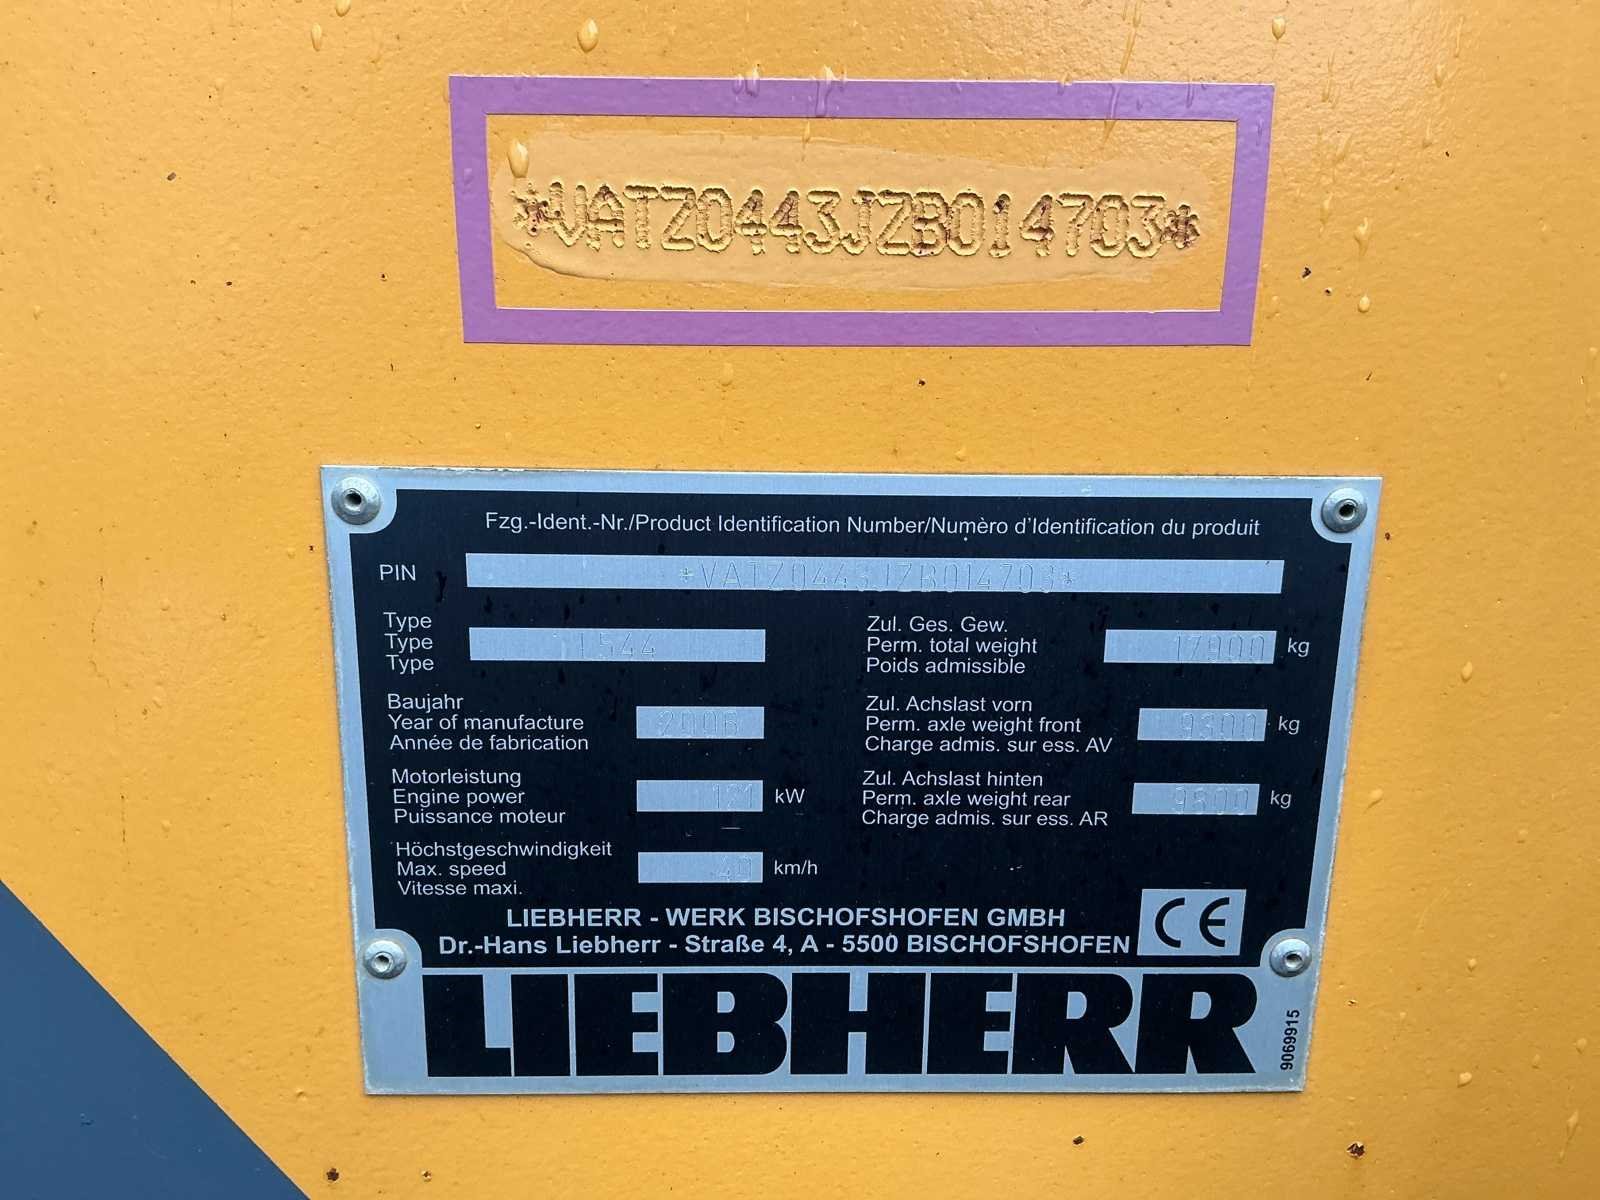 *VATZ0443JZB014703*
Fzg.-Ident.-Nr./Product Identification Number/Numèro d'Identification du produit
PIN *VATZ0443JZB014703*
Type
Type L544
Type
Baujahr
Year of manufacture 2006
Année de fabrication
Motorleistung
Engine power 121 kW
Puissance moteur
Höchstgeschwindigkeit
Max. speed 40 km/h
Vitesse maxi.
Zul. Ges. Gew.
Perm. total weight 17900 kg
Poids admissible
Zul. Achslast vorn
Perm. axle weight front 9300 kg
Charge admis. sur ess. AV
Zul. Achslast hinten
Perm. axle weight rear 9800 kg
Charge admis. sur ess. AR
LIEBHERR - WERK BISCHOFSHOFEN GMBH
Dr.-Hans Liebherr - Straße 4, A - 5500 BISCHOFSHOFEN
CE
LIEBHERR
9069915